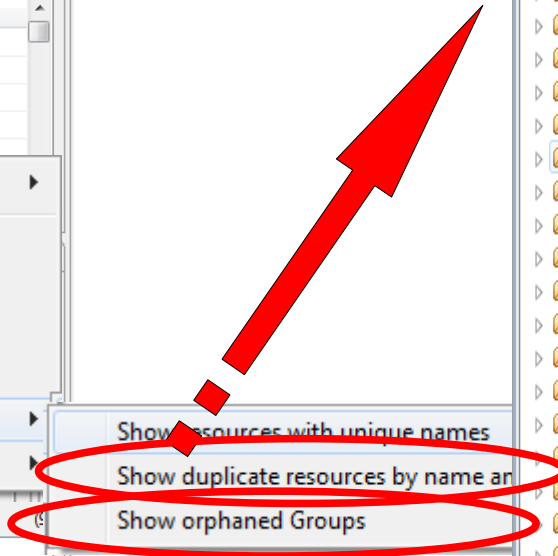 Show resources with unique names
Show duplicate resources by name an
Show orphaned Groups